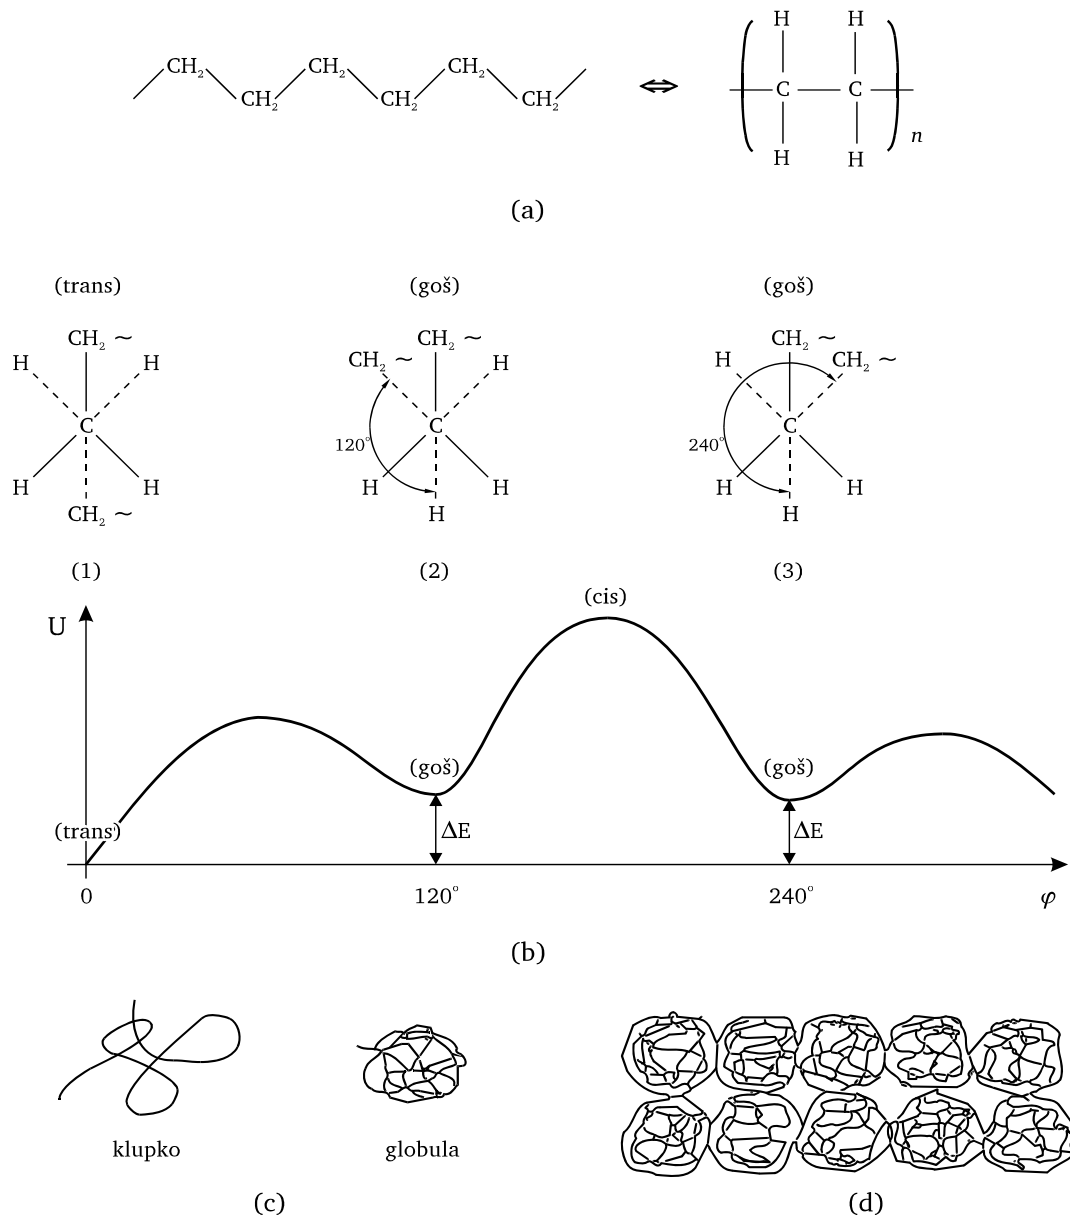 H H
CH₂ CH₂ CH₂
C C
CH₂ CH₂ CH₂
n
H H
(a)
(trans) (goš) (goš)
CH₂ ~ CH₂ ~ CH₂ ~
H H CH₂ ~ H H CH₂ ~
C C C
120° 240°
H H H H H H
CH₂ ~ H H
(1) (2) (3)
(cis)
U
(goš) (goš)
(trans) ΔE ΔE
0 120° 240° φ
(b)
klupko globula
(c) (d)